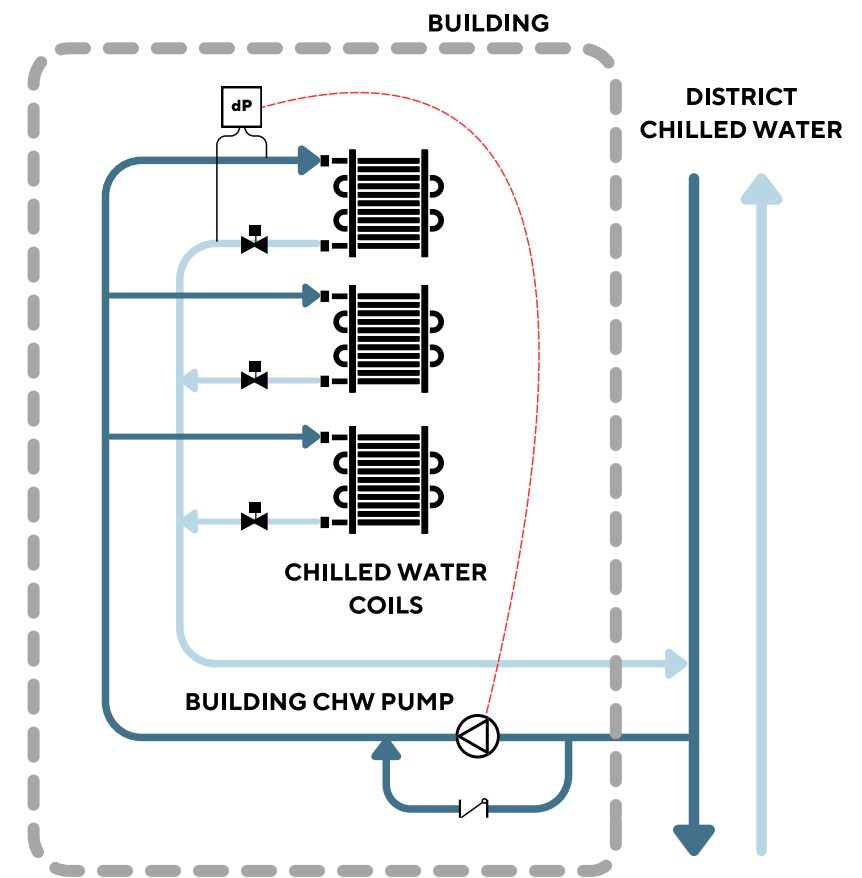 BUILDING
DISTRICT
CHILLED WATER
dP
CHILLED WATER
COILS
BUILDING CHW PUMP